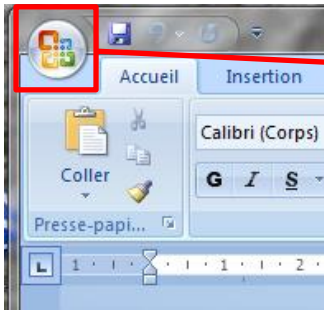 Accueil Insertion
Calibri (Corps)
Coller
G I S
Presse-papi...
L 1 1 2